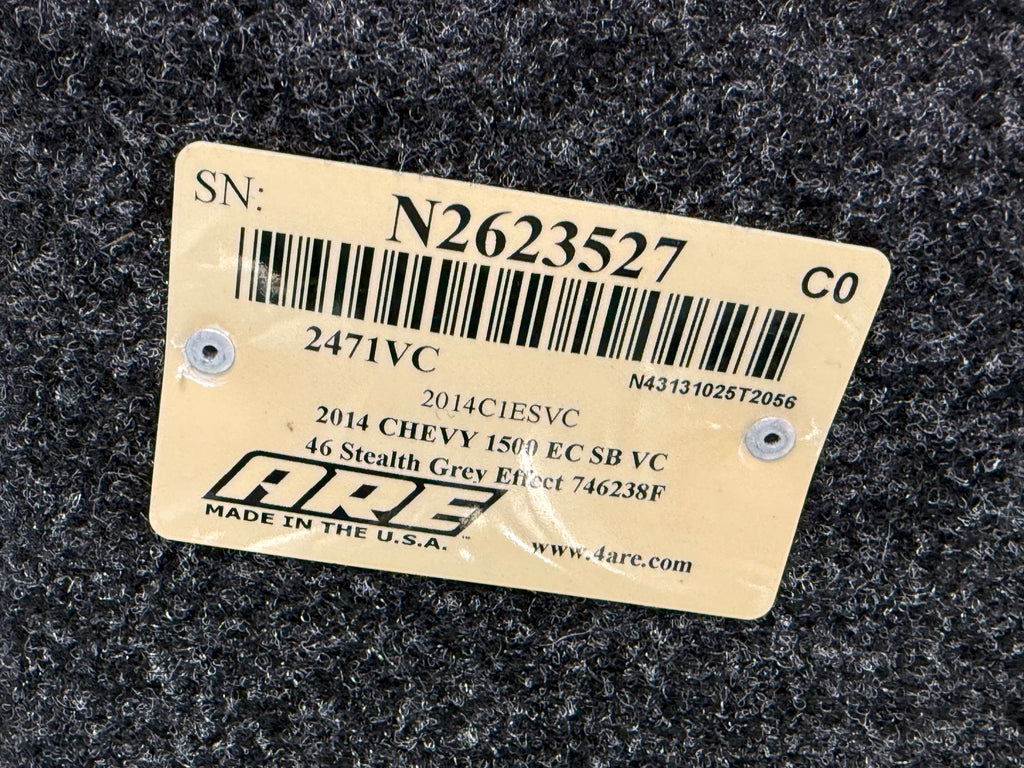 SN:
N2623527
C0
2471VC
N43131025T2056
2014C1ESVC
2014 CHEVY 1500 EC SB VC
46 Stealth Grey Effect 746238F
ARE
MADE IN THE U.S.A. ™
www.4are.com